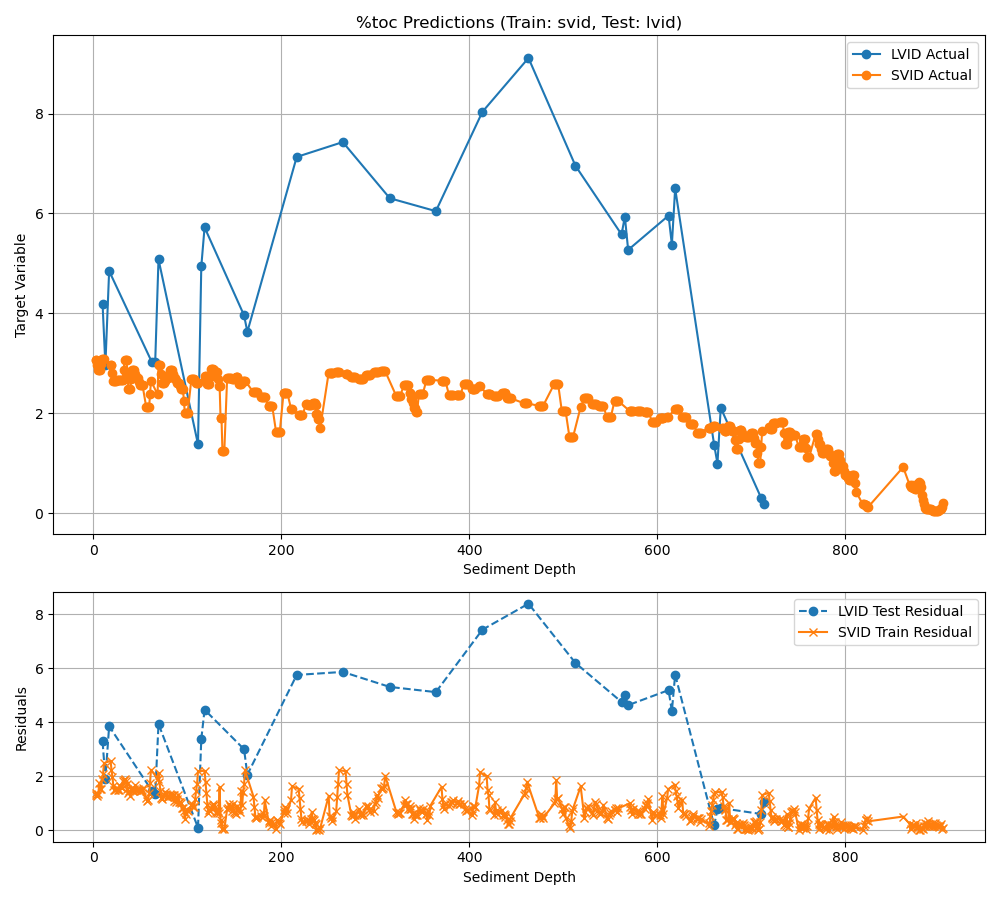 %toc Predictions (Train: svid, Test: lvid)
LVID Actual
SVID Actual
Target Variable
8
6
4
2
0
0 200 400 600 800
Sediment Depth
LVID Test Residual
SVID Train Residual
Residuals
8
6
4
2
0
0 200 400 600 800
Sediment Depth